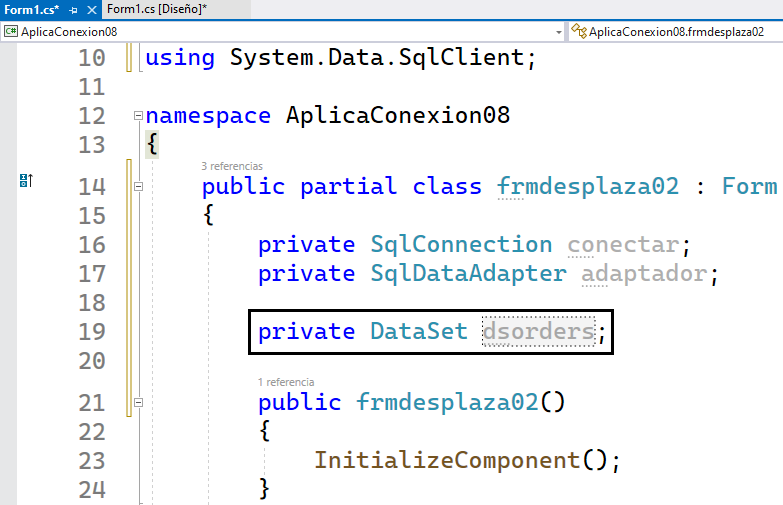 Form1.cs* Form1.cs [Diseño]*
C# AplicaConexion08 AplicaConexion08.frmdesplaza02
10 using System.Data.SqlClient;
11
12 namespace AplicaConexion08
13 {
3 referencias
14 public partial class frmdesplaza02 : Form
15 {
16 private SqlConnection conectar;
17 private SqlDataAdapter adaptador;
18
19 private DataSet dsorders;
20
1 referencia
21 public frmdesplaza02()
22 {
23 InitializeComponent();
24 }